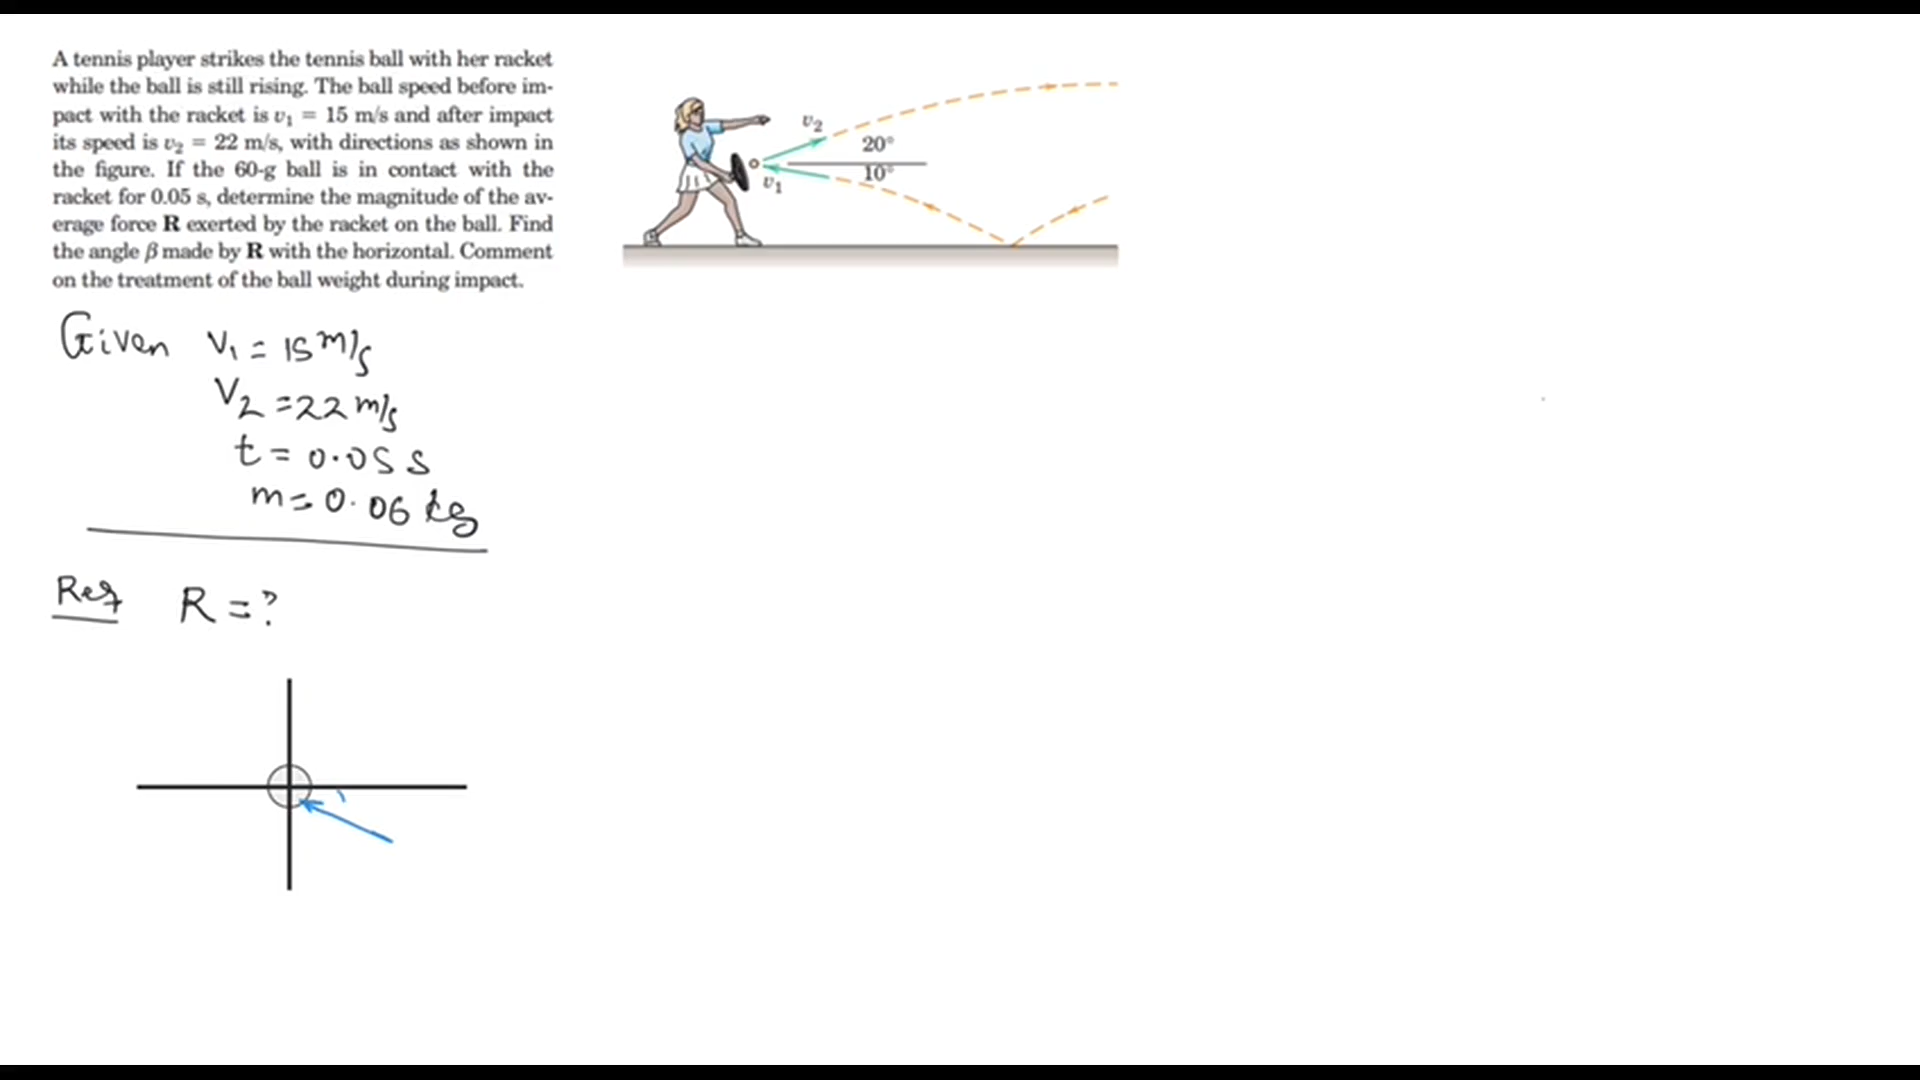 A tennis player strikes the tennis ball with her racket
while the ball is still rising. The ball speed before im-
pact with the racket is v₁ = 15 m/s and after impact
its speed is v₂ = 22 m/s, with directions as shown in
the figure. If the 60-g ball is in contact with the
racket for 0.05 s, determine the magnitude of the av-
erage force R exerted by the racket on the ball. Find
the angle β made by R with the horizontal. Comment
on the treatment of the ball weight during impact.
v₂
20°
10°
v₁
Given V₁ = 15 m/s
V₂ = 22 m/s
t = 0.05 s
m = 0.06 kg
Req R = ?